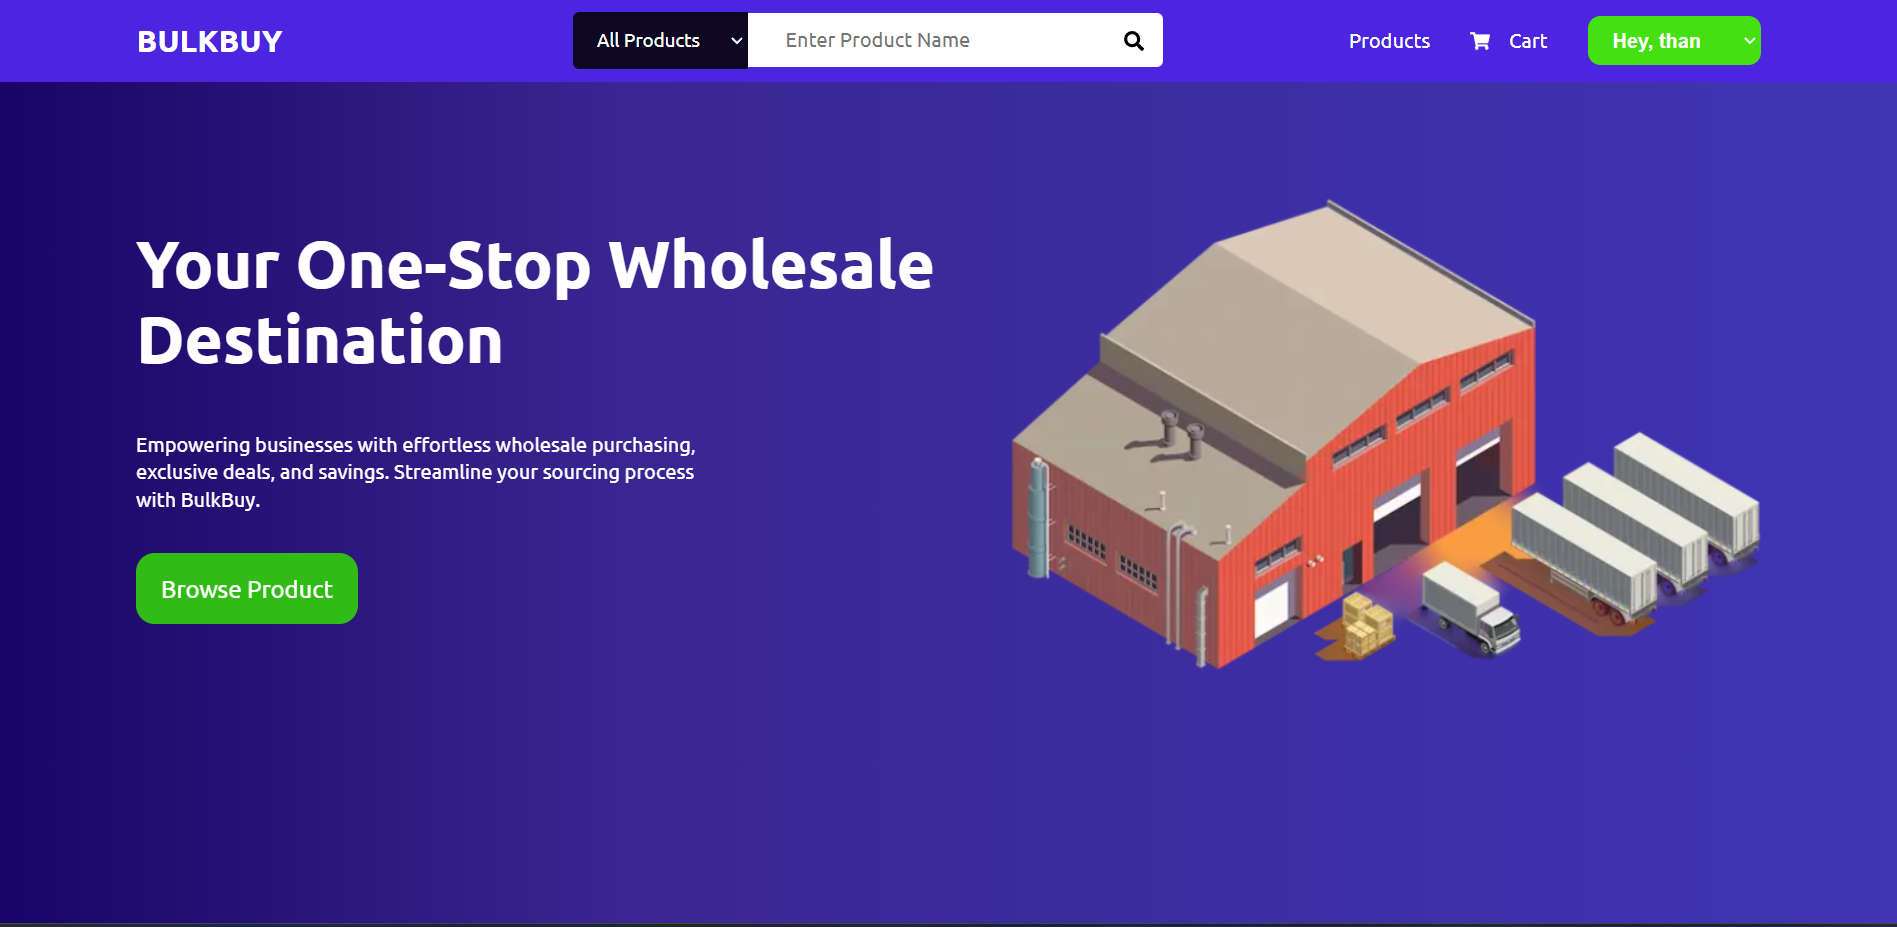 BULKBUY
All Products
Enter Product Name
Products
Cart
Hey, than
Your One-Stop Wholesale
Destination
Empowering businesses with effortless wholesale purchasing,
exclusive deals, and savings. Streamline your sourcing process
with BulkBuy.
Browse Product